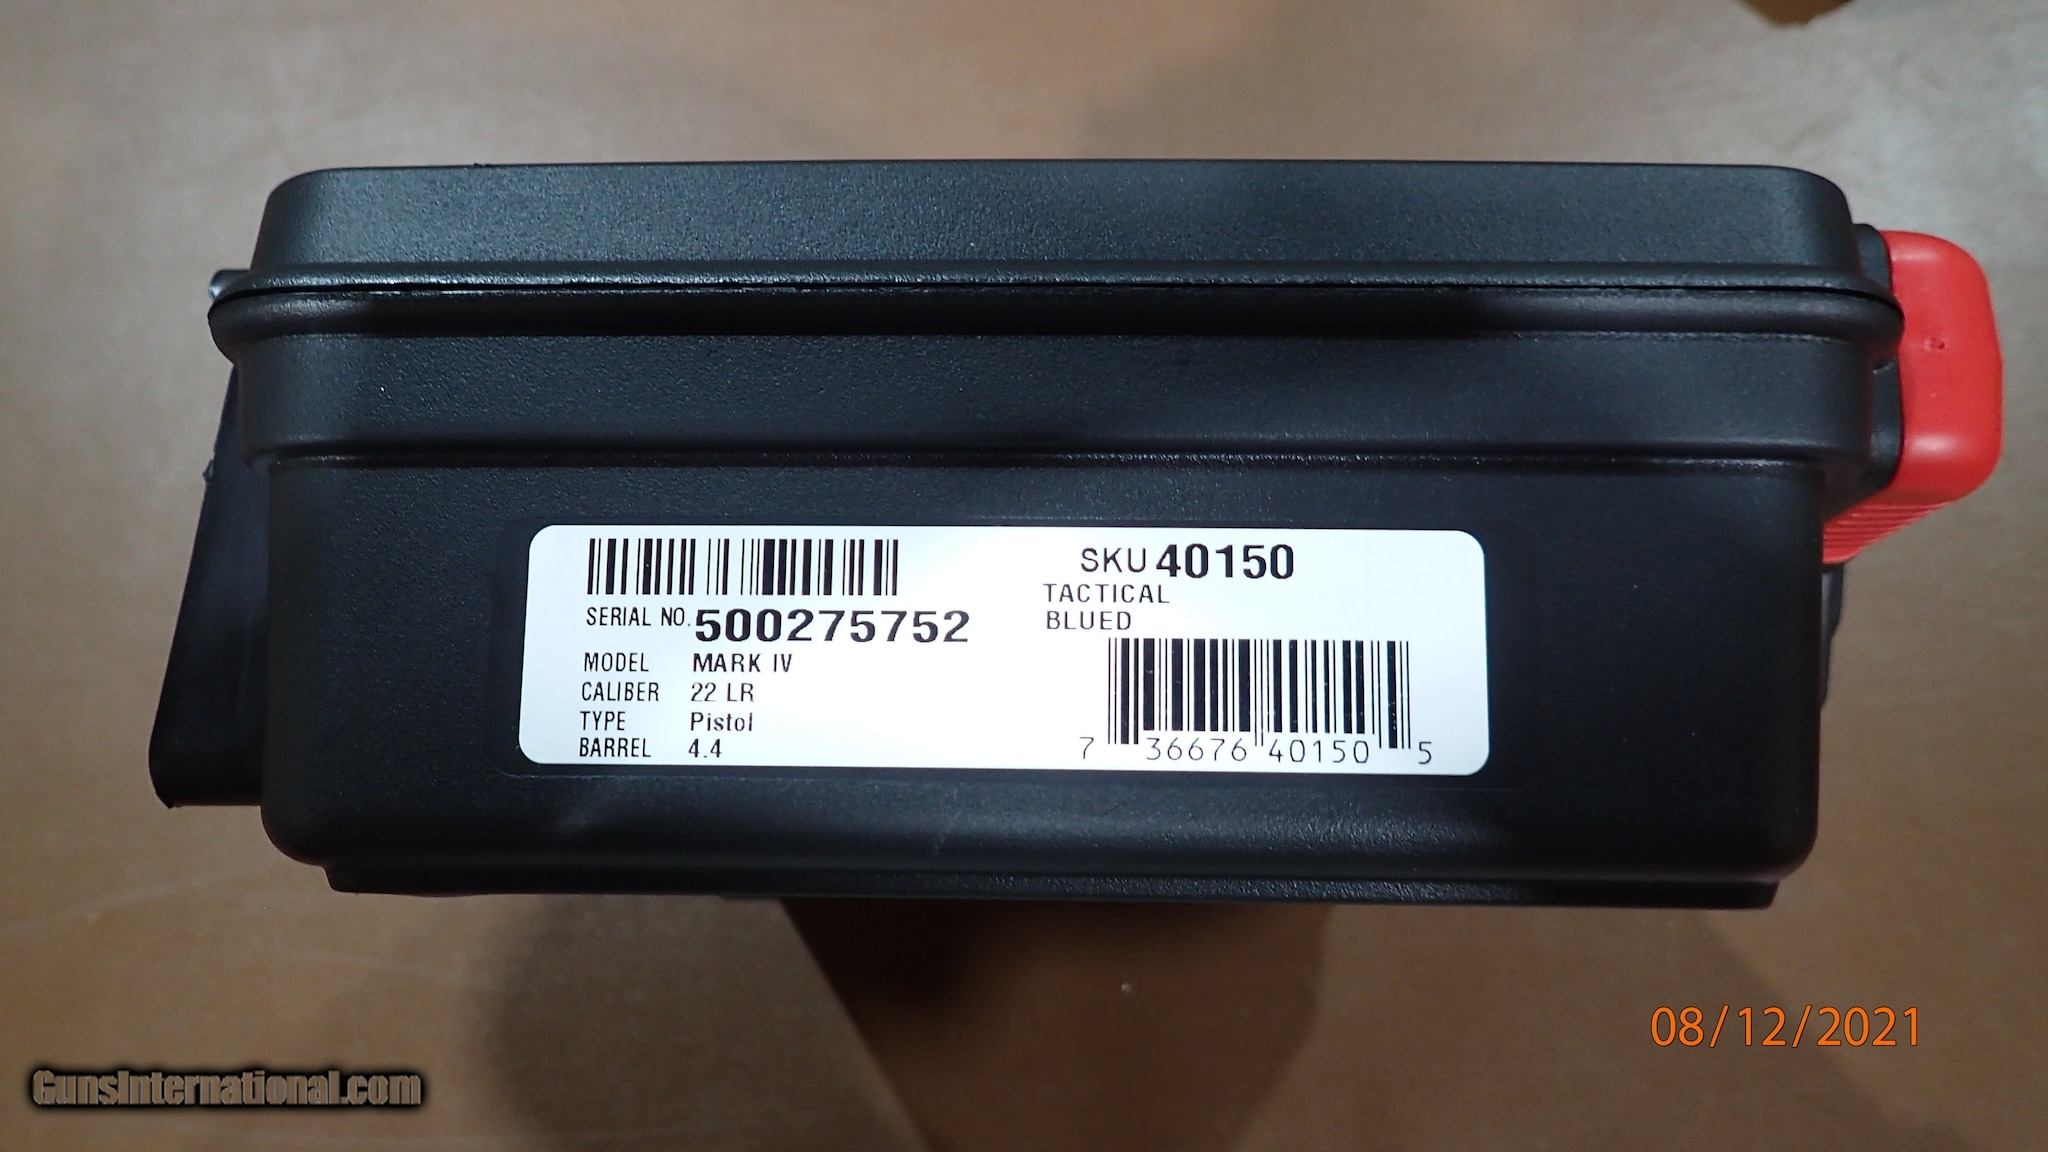 SERIAL NO. 500275752
MODEL MARK IV
CALIBER 22 LR
TYPE Pistol
BARREL 4.4
SKU 40150
TACTICAL
BLUED
7 36676 40150 5
08/12/2021
GunsInternational.com